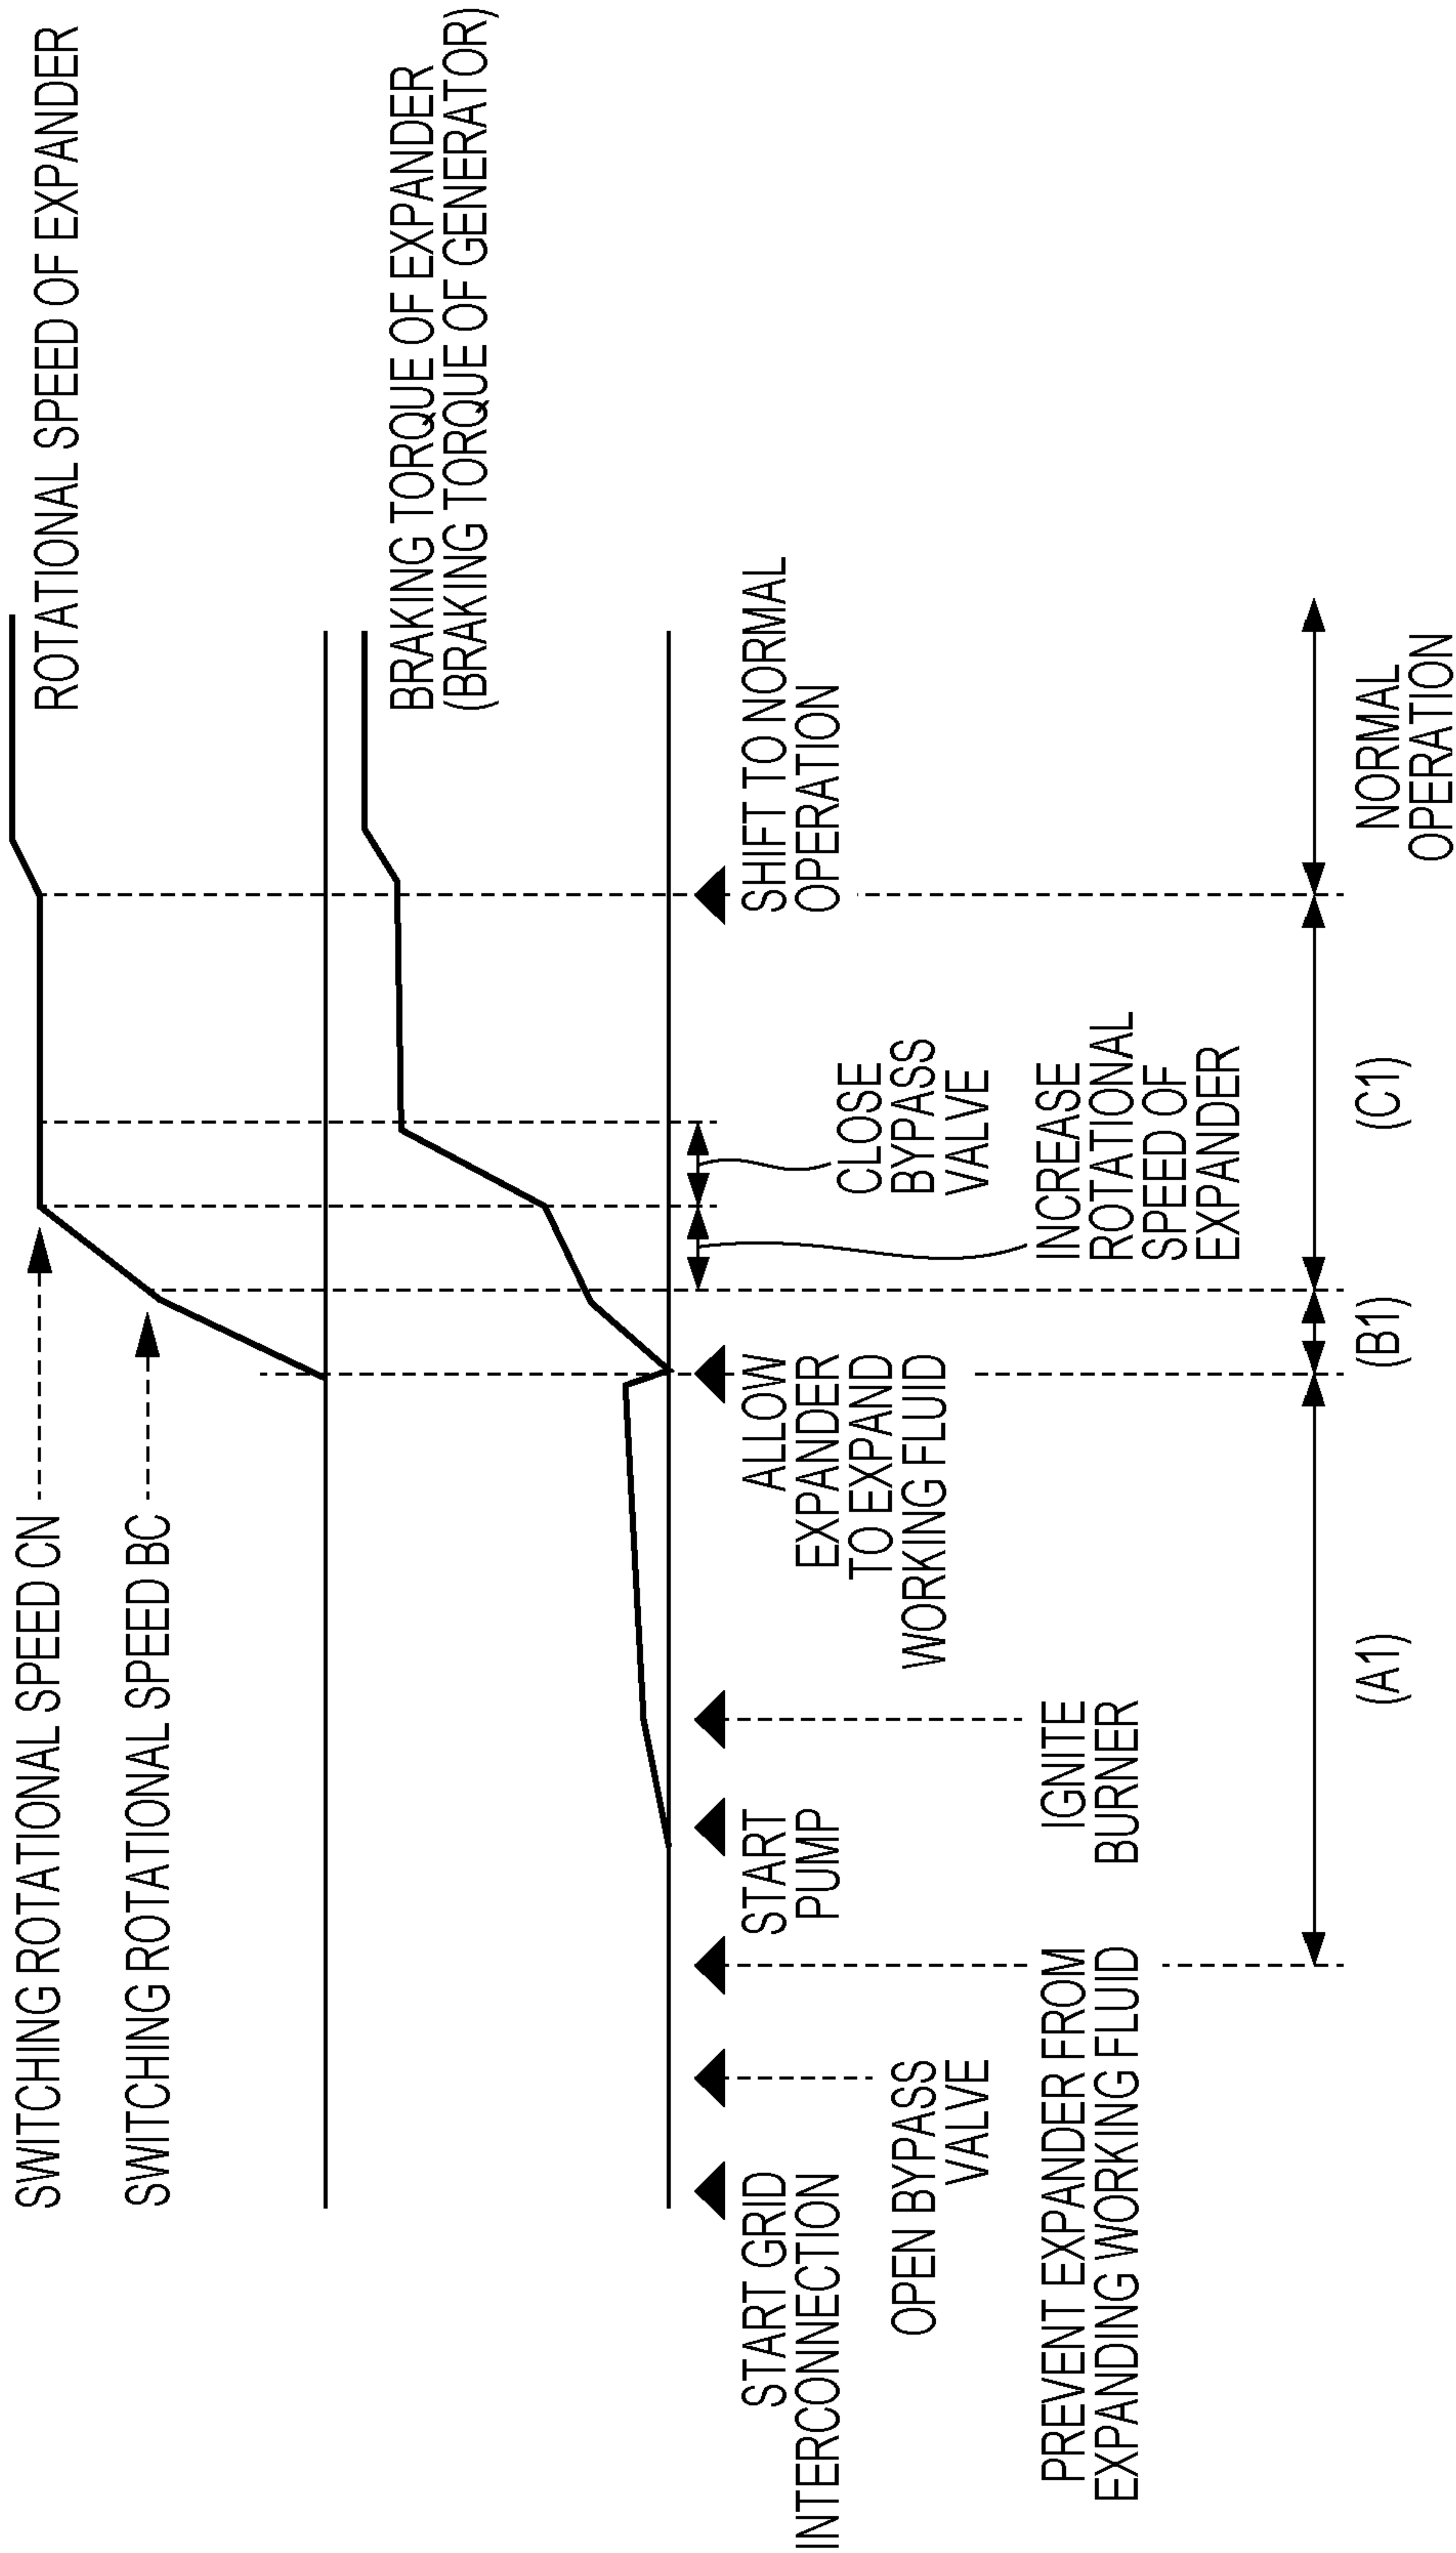 SWITCHING ROTATIONAL SPEED CN
SWITCHING ROTATIONAL SPEED BC
ROTATIONAL SPEED OF EXPANDER
BRAKING TORQUE OF EXPANDER
(BRAKING TORQUE OF GENERATOR)
START GRID
INTERCONNECTION
OPEN BYPASS
VALVE
PREVENT EXPANDER FROM
EXPANDING WORKING FLUID
START
PUMP
IGNITE
BURNER
ALLOW
EXPANDER
TO EXPAND
WORKING FLUID
INCREASE
ROTATIONAL
SPEED OF
EXPANDER
CLOSE
BYPASS
VALVE
SHIFT TO NORMAL
OPERATION
(A1)
(B1)
(C1)
NORMAL
OPERATION